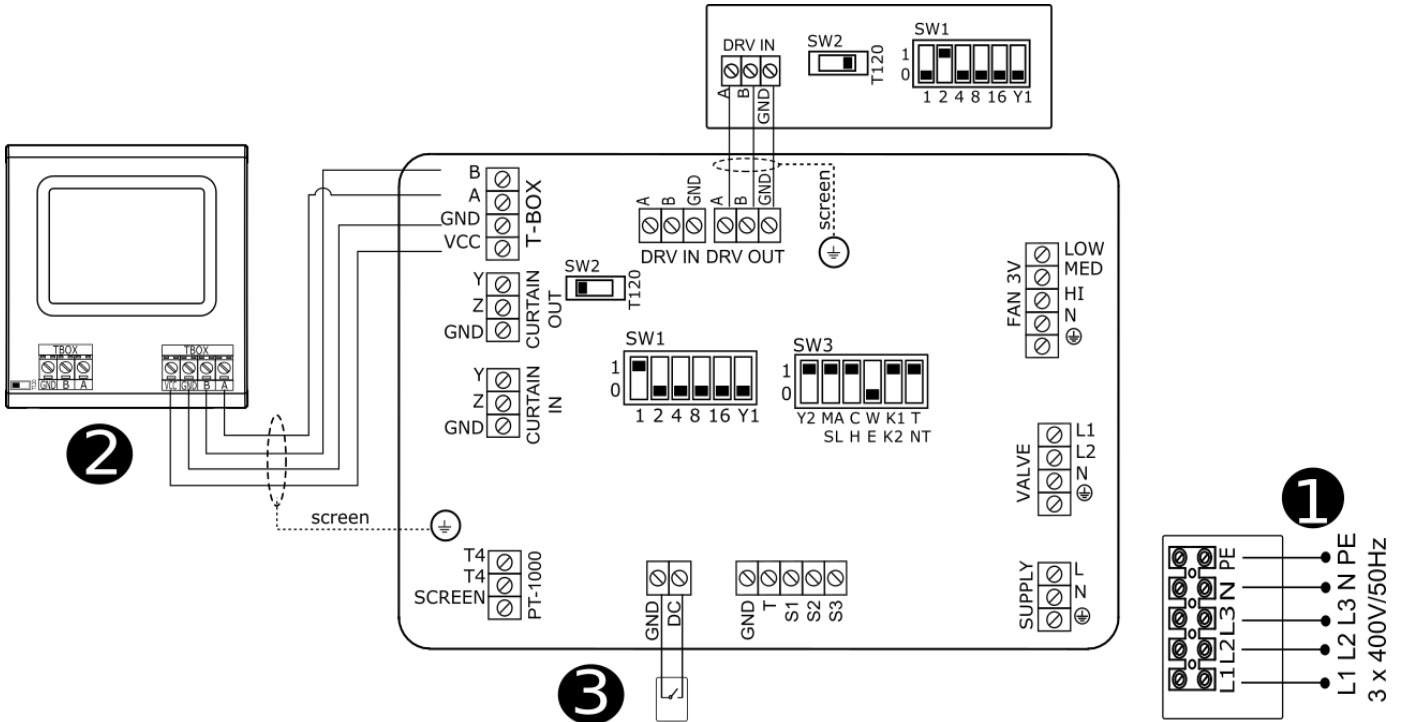 DRV IN
A
B
GND
SW2
T120
SW1
1
0
1 2 4 8 16 Y1
TBOX
GND B A
TBOX
VCC GND B A
2
screen
B
A
GND
VCC
T-BOX
Y
Z
GND
CURTAIN
OUT
Y
Z
GND
CURTAIN
IN
T4
T4
SCREEN
PT-1000
A
B
GND
A
B
GND
DRV IN DRV OUT
screen
SW2
T120
SW1
1
0
1 2 4 8 16 Y1
SW3
1
0
Y2 MA C W K1 T
SL H E K2 NT
FAN 3V
LOW
MED
HI
N
VALVE
L1
L2
N
SUPPLY
L
N
GND
DC
GND
T
S1
S2
S3
3
1
PE
N
L3
L2
L1
L1 L2 L3 N PE
3 x 400V/50Hz